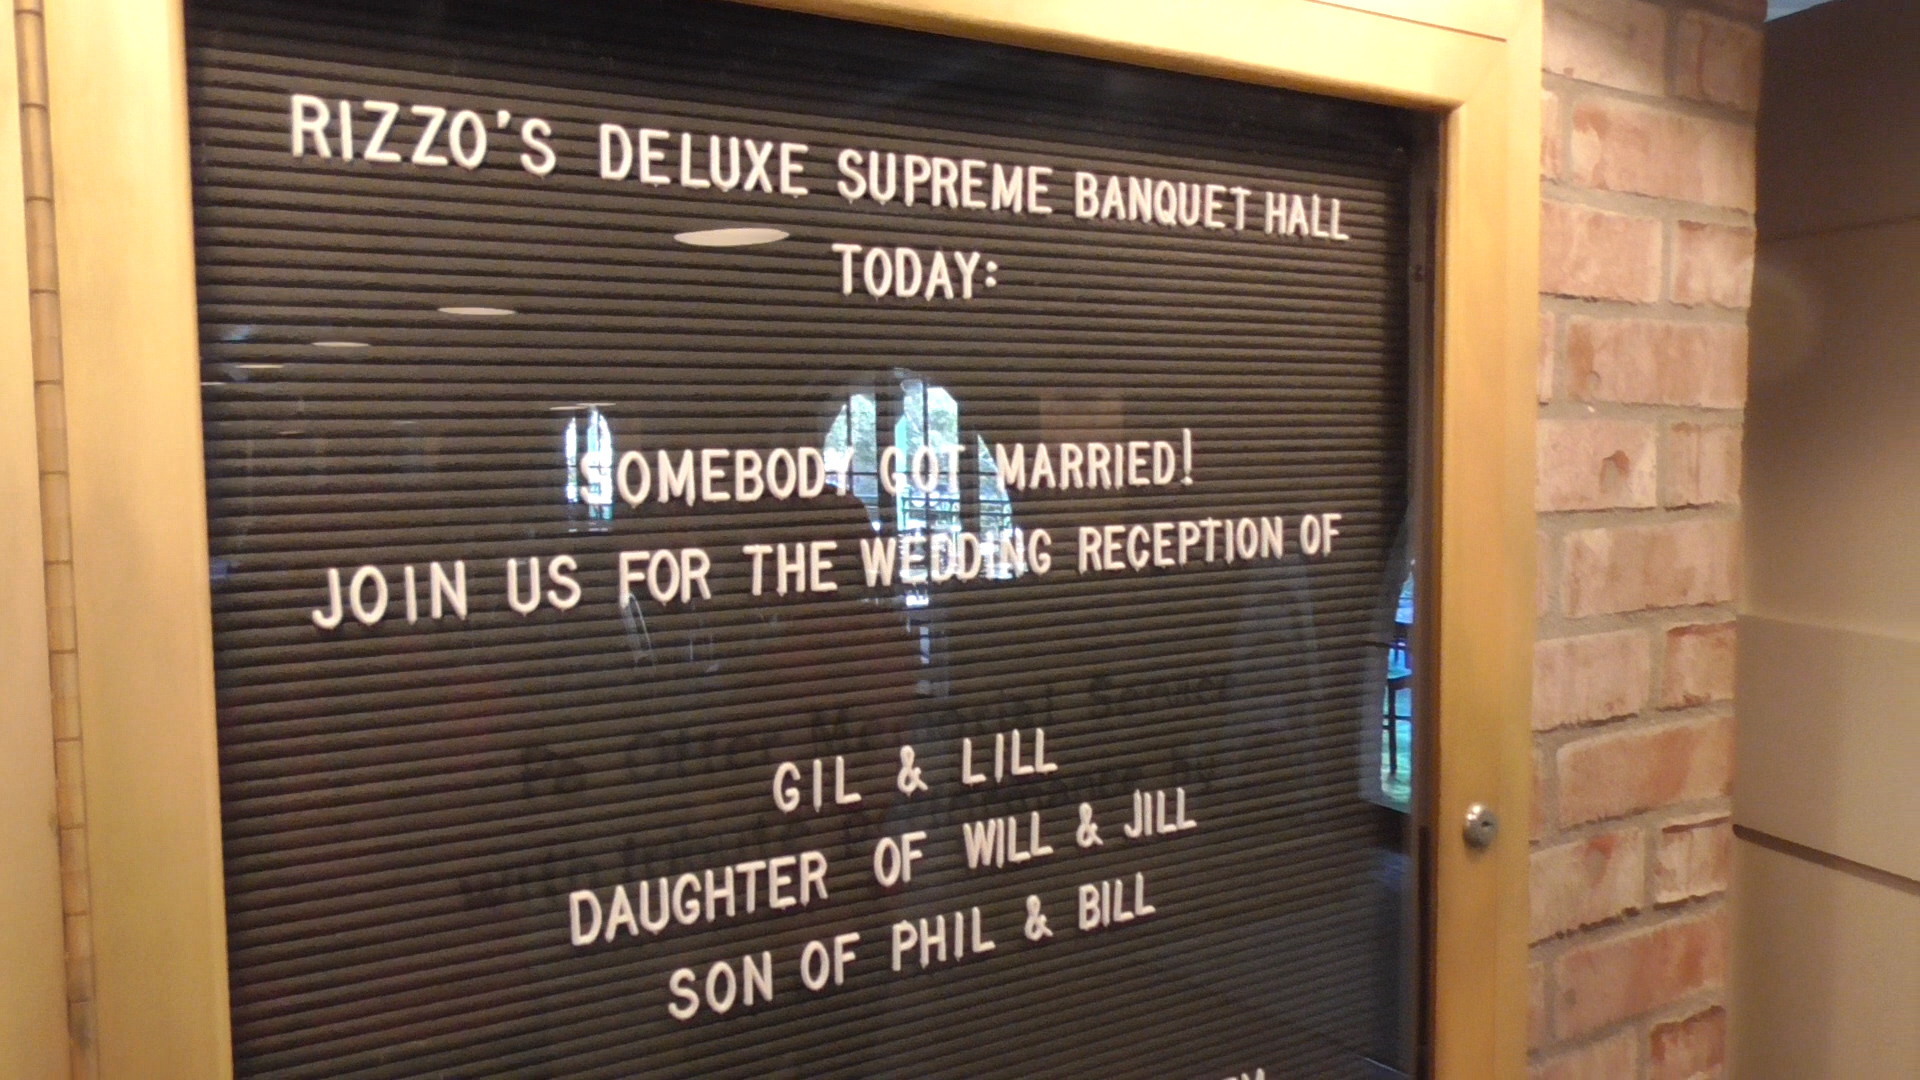 RIZZO'S DELUXE SUPREME BANQUET HALL
TODAY:
SOMEBODY GOT MARRIED!
JOIN US FOR THE WEDDING RECEPTION OF
GIL & LILL
DAUGHTER OF WILL & JILL
SON OF PHIL & BILL